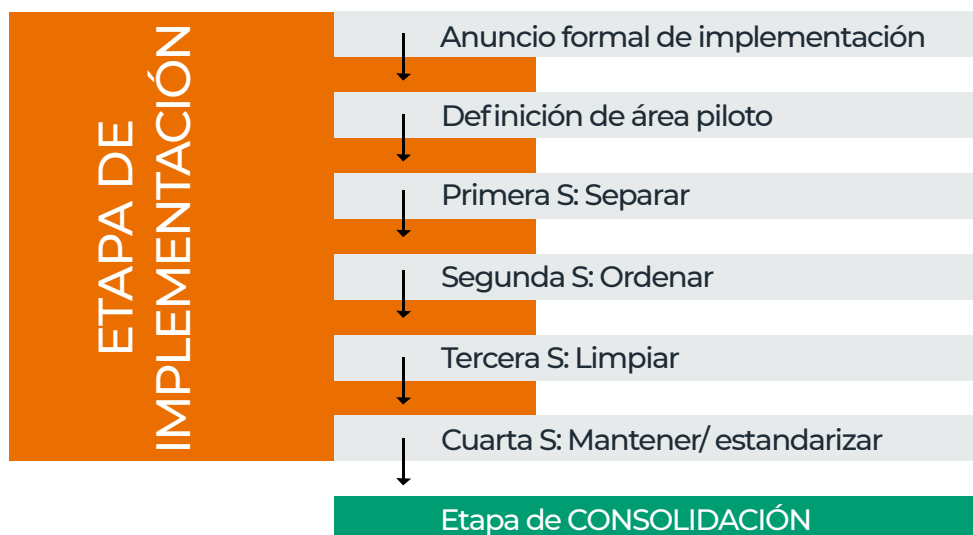 ETAPA DE
IMPLEMENTACIÓN
Anuncio formal de implementación
Definición de área piloto
Primera S: Separar
Segunda S: Ordenar
Tercera S: Limpiar
Cuarta S: Mantener/ estandarizar
Etapa de CONSOLIDACIÓN